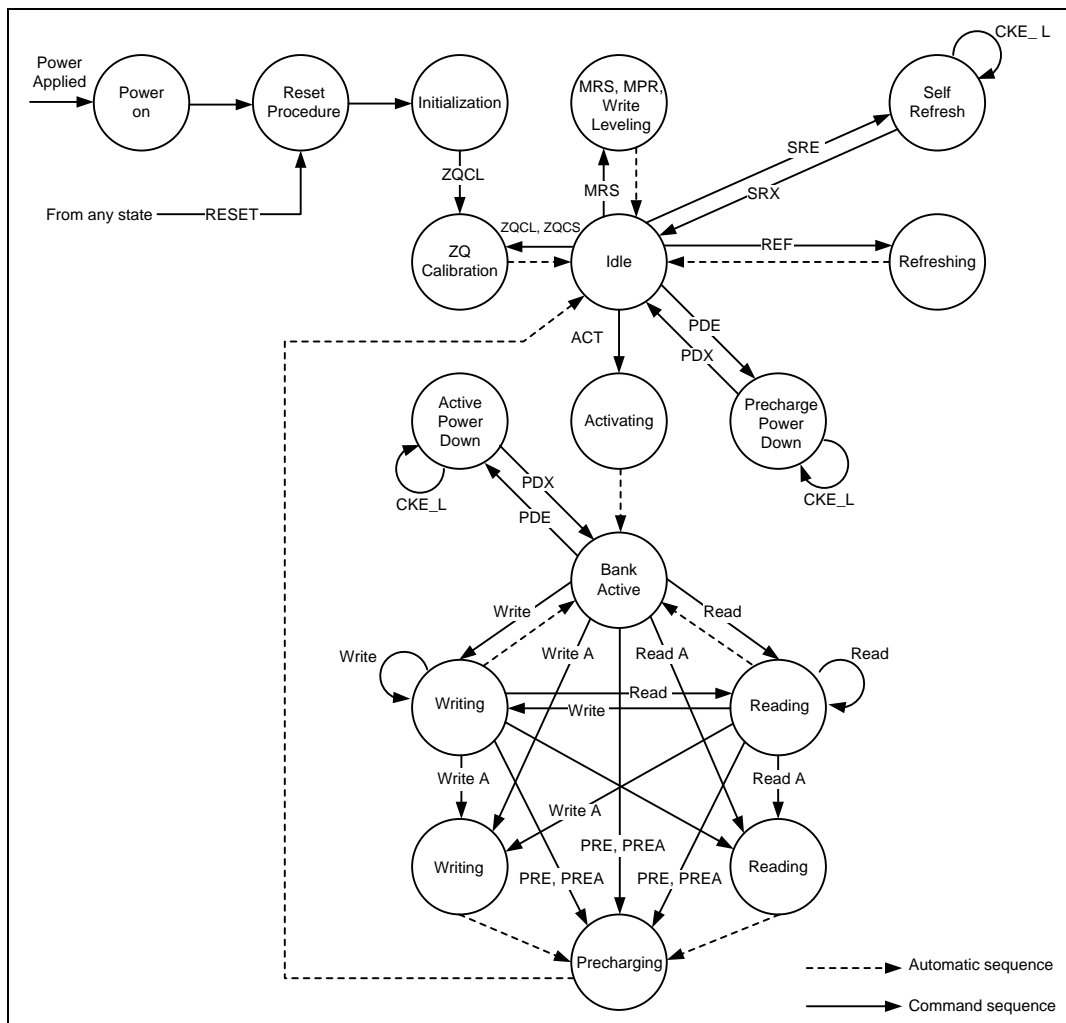 CKE_ L
Power
Applied
Power
on
Reset
Procedure
Initialization
MRS, MPR,
Write
Leveling
Self
Refresh
SRE
ZQCL
MRS
SRX
From any state
RESET
ZQCL, ZQCS
REF
ZQ
Calibration
Idle
Refreshing
PDE
ACT
PDX
Active
Power
Down
Activating
Precharge
Power
Down
PDX
CKE_L
CKE_L
PDE
Bank
Active
Write
Read
Write
Write A
Read A
Read
Writing
Read
Write
Reading
Write A
Read A
Write A
Writing
PRE, PREA
Reading
PRE, PREA
PRE, PREA
Precharging
Automatic sequence
Command sequence